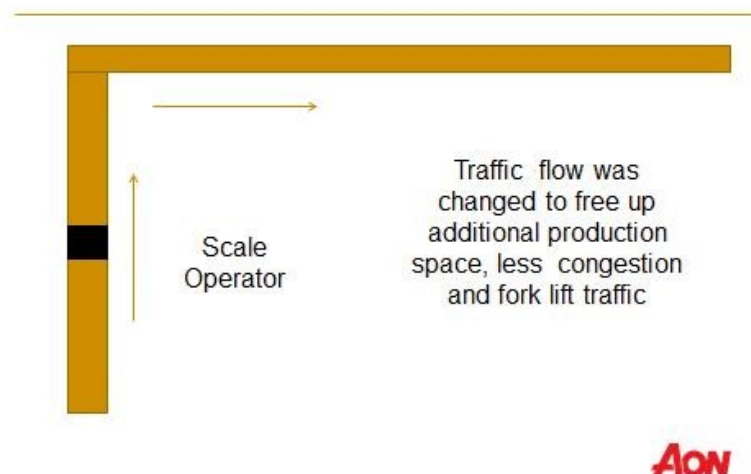 Scale
Operator
Traffic flow was
changed to free up
additional production
space, less congestion
and fork lift traffic
AON